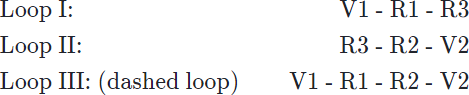 Loop I: V1 - R1 - R3
Loop II: R3 - R2 - V2
Loop III: (dashed loop) V1 - R1 - R2 - V2